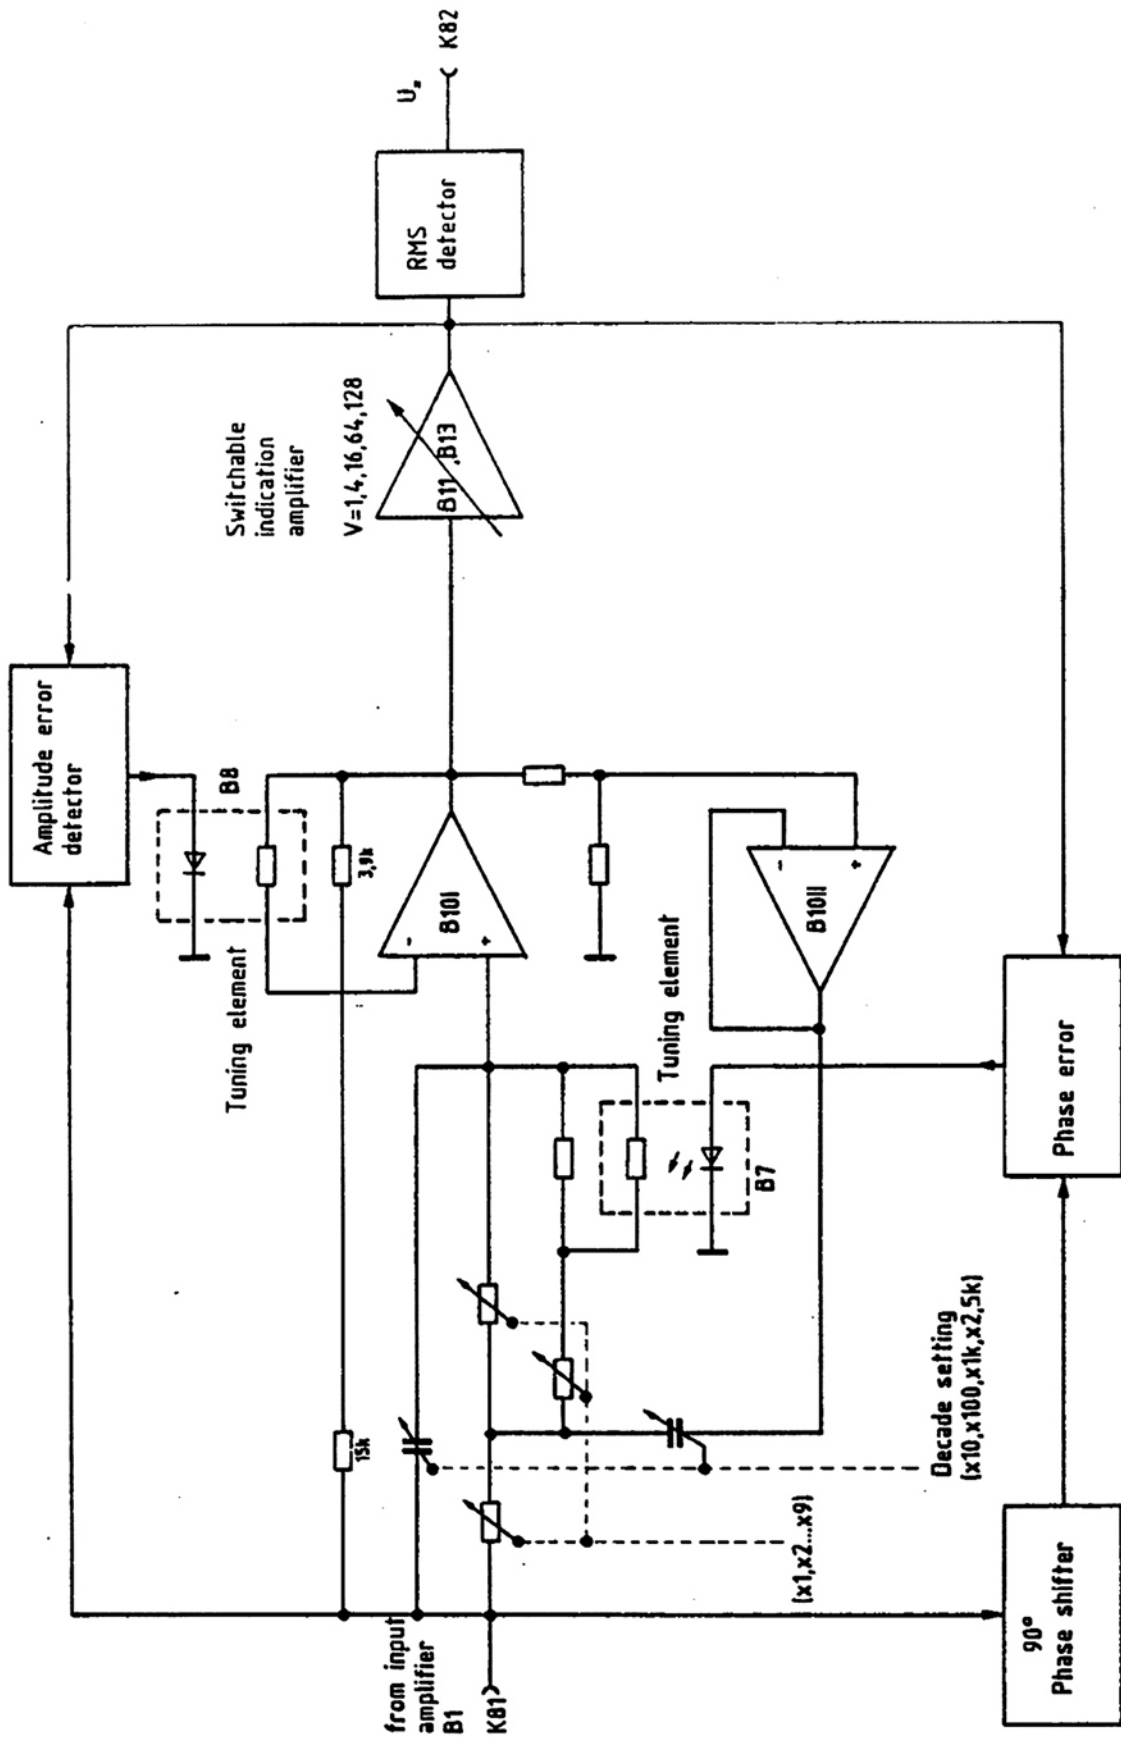 Amplitude error
detector
B8
Tuning element
3,9k
15k
Switchable
indication
amplifier
V=1,4,16,64,128
B11,B13
RMS
detector
U=
K82
B10I
-
+
from input
amplifier
B1
K81
Tuning element
B7
B10II
-
+
(x1,x2...x9)
Decade setting
(x10,x100,x1k,x2,5k)
90°
Phase shifter
Phase error